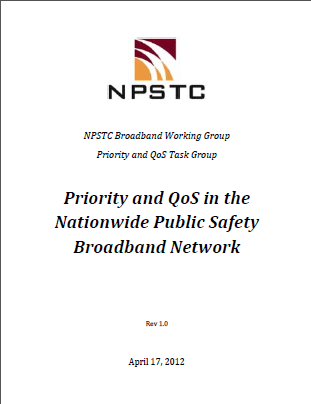 NPSTC
NPSTC Broadband Working Group
Priority and QoS Task Group
Priority and QoS in the
Nationwide Public Safety
Broadband Network
Rev 1.0
April 17, 2012